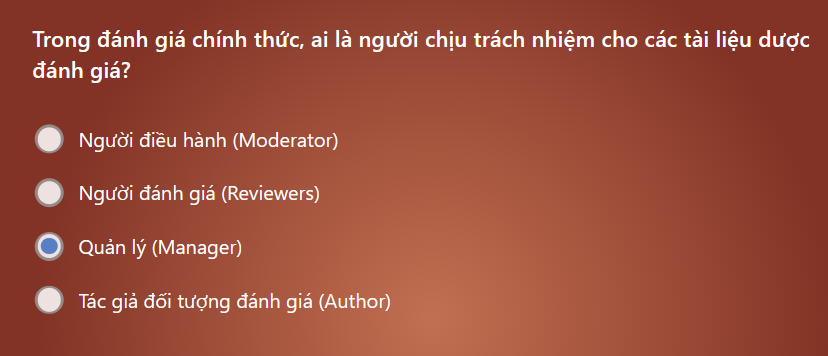 Trong đánh giá chính thức, ai là người chịu trách nhiệm cho các tài liệu dược
đánh giá?
Người điều hành (Moderator)
Người đánh giá (Reviewers)
Quản lý (Manager)
Tác giả đối tượng đánh giá (Author)